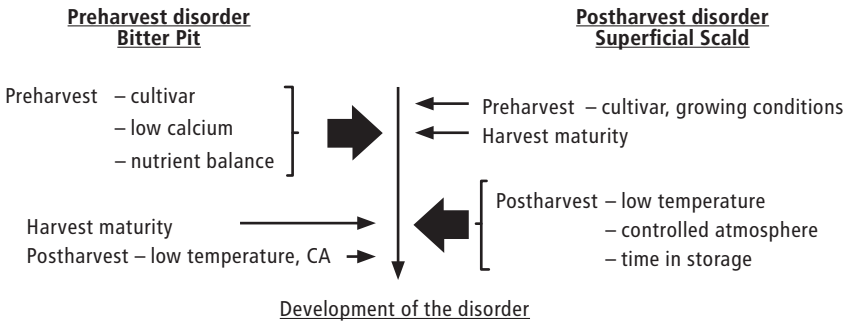 Preharvest disorder
Bitter Pit
Postharvest disorder
Superficial Scald
Preharvest – cultivar
– low calcium
– nutrient balance
Preharvest – cultivar, growing conditions
Harvest maturity
Postharvest – low temperature
– controlled atmosphere
– time in storage
Harvest maturity
Postharvest – low temperature, CA
Development of the disorder